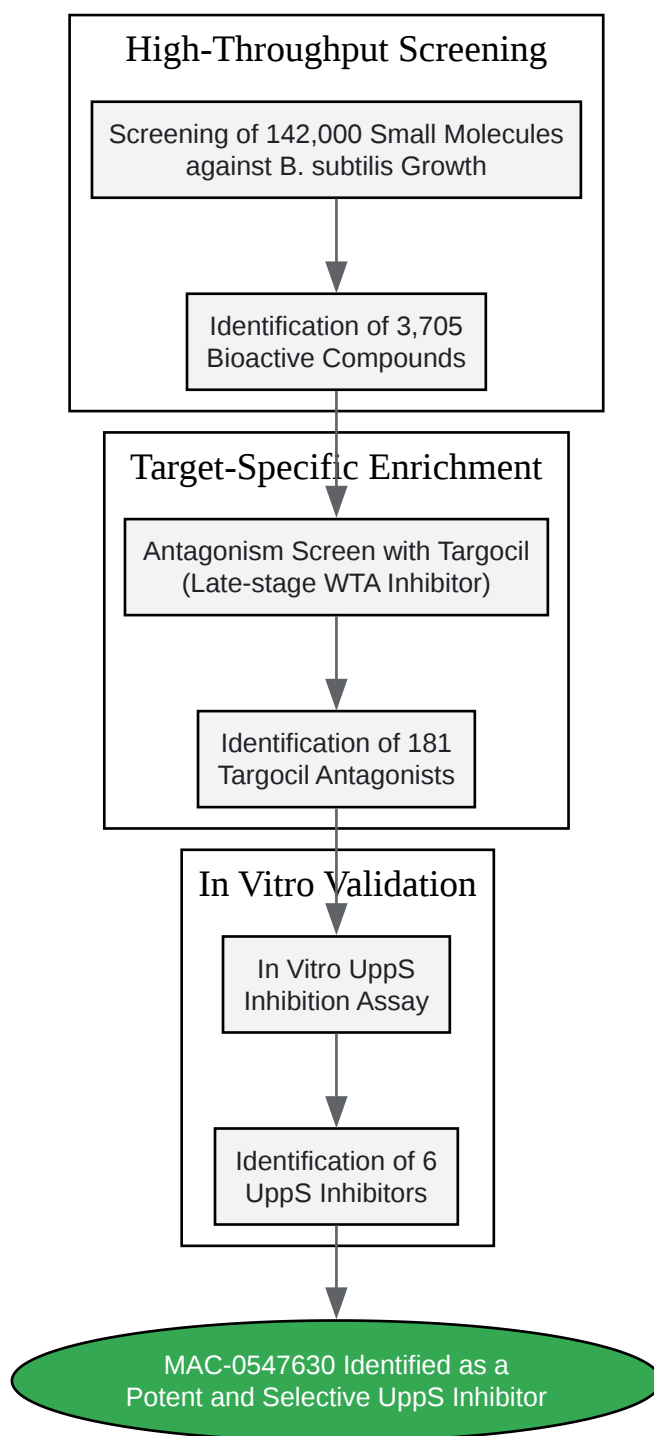 High-Throughput Screening
Screening of 142,000 Small Molecules
against B. subtilis Growth
Identification of 3,705
Bioactive Compounds
Target-Specific Enrichment
Antagonism Screen with Targocil
(Late-stage WTA Inhibitor)
Identification of 181
Targocil Antagonists
In Vitro Validation
In Vitro UppS
Inhibition Assay
Identification of 6
UppS Inhibitors
MAC-0547630 Identified as a
Potent and Selective UppS Inhibitor